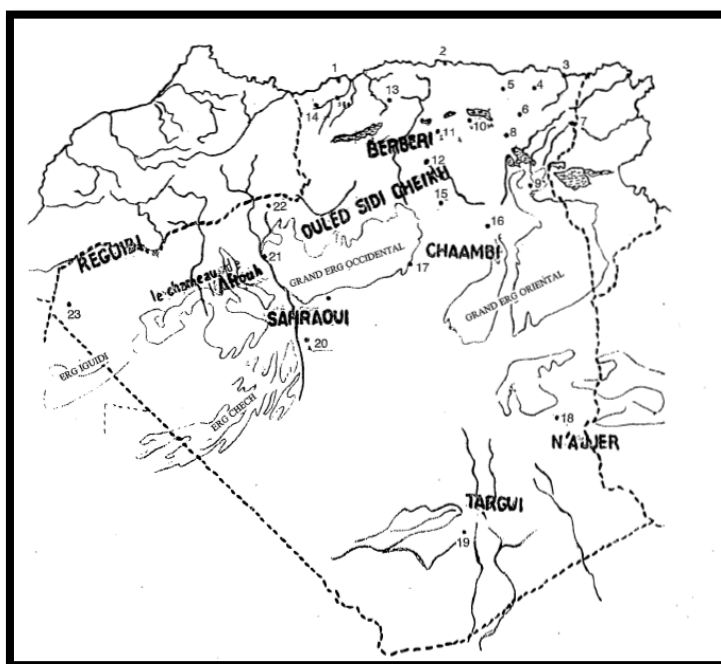 1
2
3
5
4
13
14
6
10
7
11
8
BERBERI
12
9
OULED SIDI CHEIKH
22
15
16
CHAAMBI
REGUIBI
21
GRAND ERG OCCIDENTAL
17
le chameau de
l'Aftouh
GRAND ERG ORIENTAL
23
SAHRAOUI
20
ERG IGUIDI
ERG CHECH
18
N'AJJER
TARGUI
19